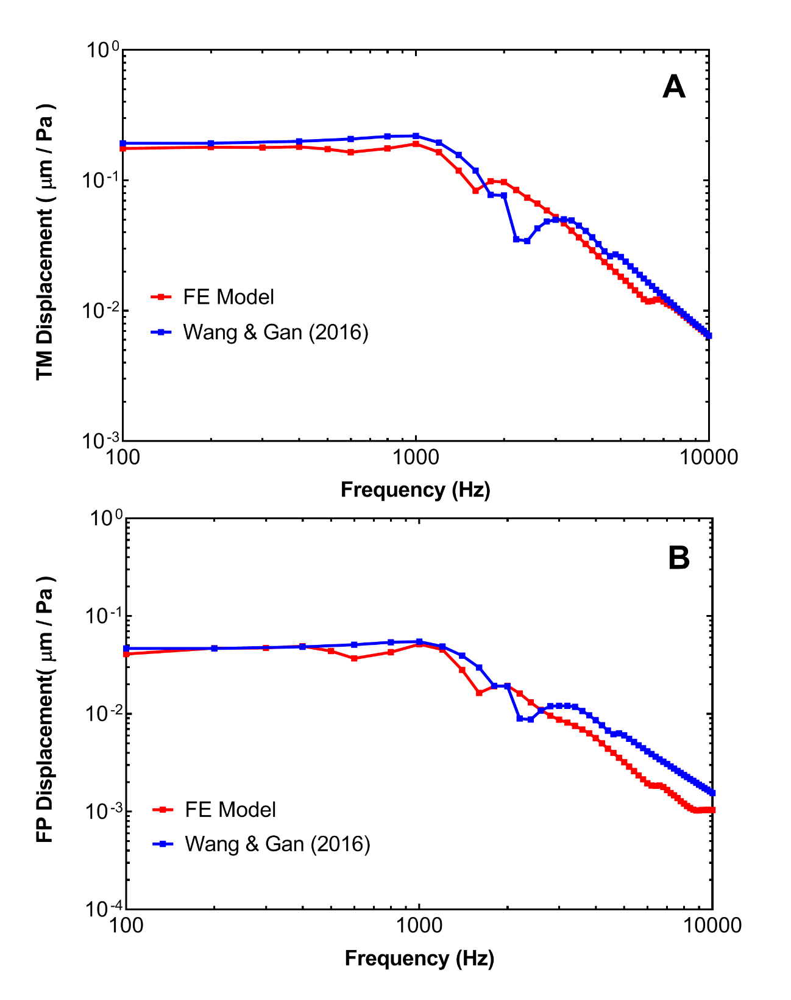 A
10^0
10^-1
10^-2
10^-3
TM Displacement ( μm / Pa )
FE Model
Wang & Gan (2016)
100 1000 10000
Frequency (Hz)
B
10^0
10^-1
10^-2
10^-3
10^-4
FP Displacement( μm / Pa )
FE Model
Wang & Gan (2016)
100 1000 10000
Frequency (Hz)